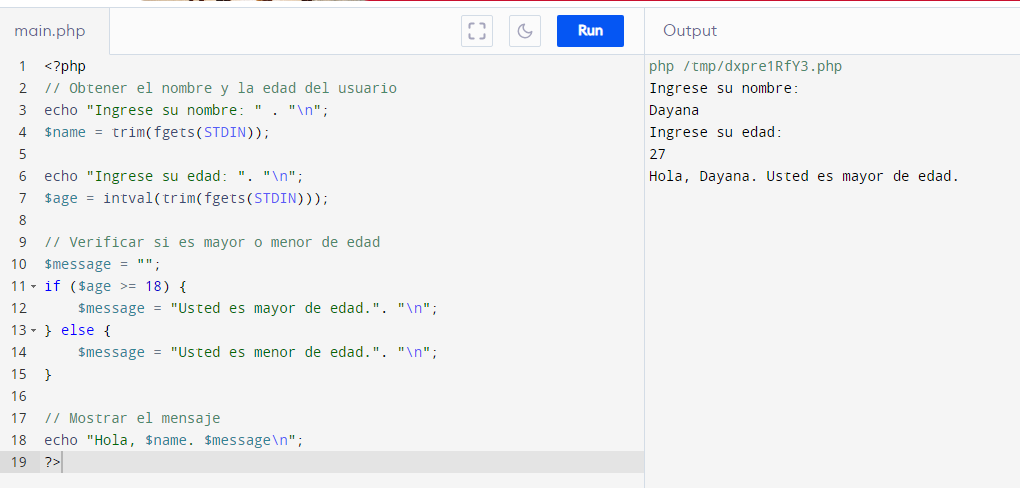 main.php
Run
Output
1 <?php
2 // Obtener el nombre y la edad del usuario
3 echo "Ingrese su nombre: " . "\n";
4 $name = trim(fgets(STDIN));
5
6 echo "Ingrese su edad: ". "\n";
7 $age = intval(trim(fgets(STDIN)));
8
9 // Verificar si es mayor o menor de edad
10 $message = "";
11 if ($age >= 18) {
12 $message = "Usted es mayor de edad.". "\n";
13 } else {
14 $message = "Usted es menor de edad.". "\n";
15 }
16
17 // Mostrar el mensaje
18 echo "Hola, $name. $message\n";
19 ?>
php /tmp/dxpre1RfY3.php
Ingrese su nombre:
Dayana
Ingrese su edad:
27
Hola, Dayana. Usted es mayor de edad.